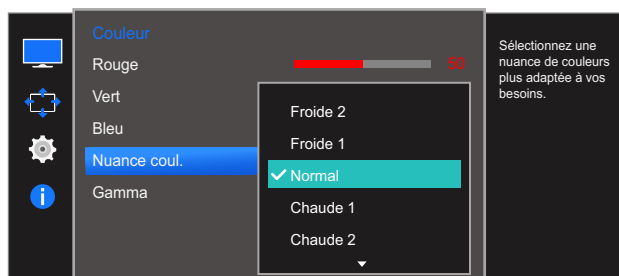 Couleur
Rouge
50
Vert
Bleu
Nuance coul.
Gamma
Froide 2
Froide 1
Normal
Chaude 1
Chaude 2
Sélectionnez une
nuance de couleurs
plus adaptée à vos
besoins.